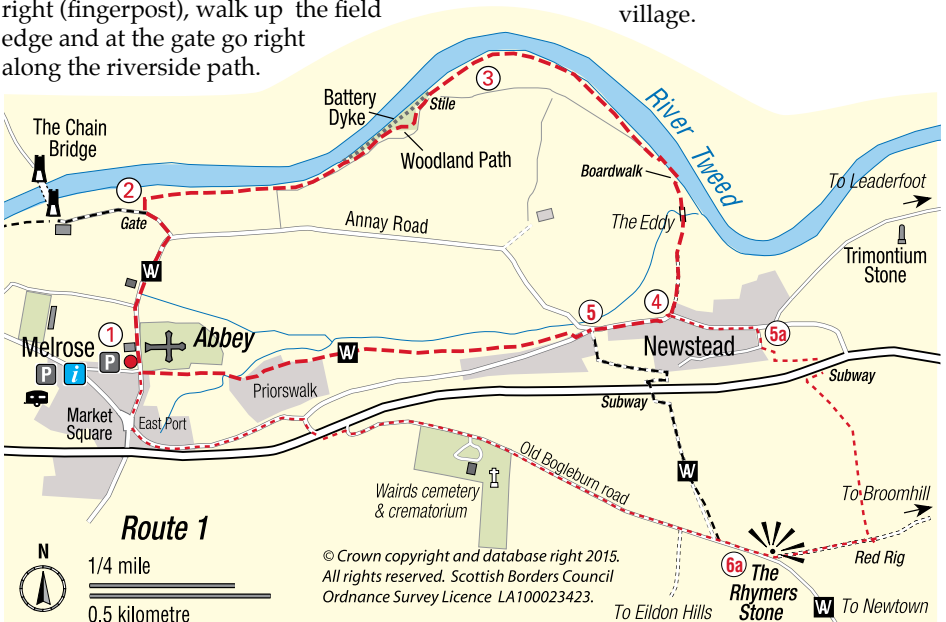 right (fingerpost), walk up the field
edge and at the gate go right
along the riverside path.
village.
The Chain
Bridge
Battery
Dyke
Stile
3
Woodland Path
River Tweed
Boardwalk
To Leaderfoot
2
Gate
Annay Road
The Eddy
Trimontium
Stone
W
1
Abbey
5
4
5a
Melrose
P
i
P
W
Newstead
Priorswalk
Subway
Subway
Market
Square
East Port
Old Bogleburn road
W
Wairds cemetery
& crematorium
To Broomhill
Route 1
N
1/4 mile
0.5 kilometre
© Crown copyright and database right 2015.
All rights reserved. Scottish Borders Council
Ordnance Survey Licence LA100023423.
Red Rig
6a
The
Rhymers
Stone
To Eildon Hills
W
To Newtown